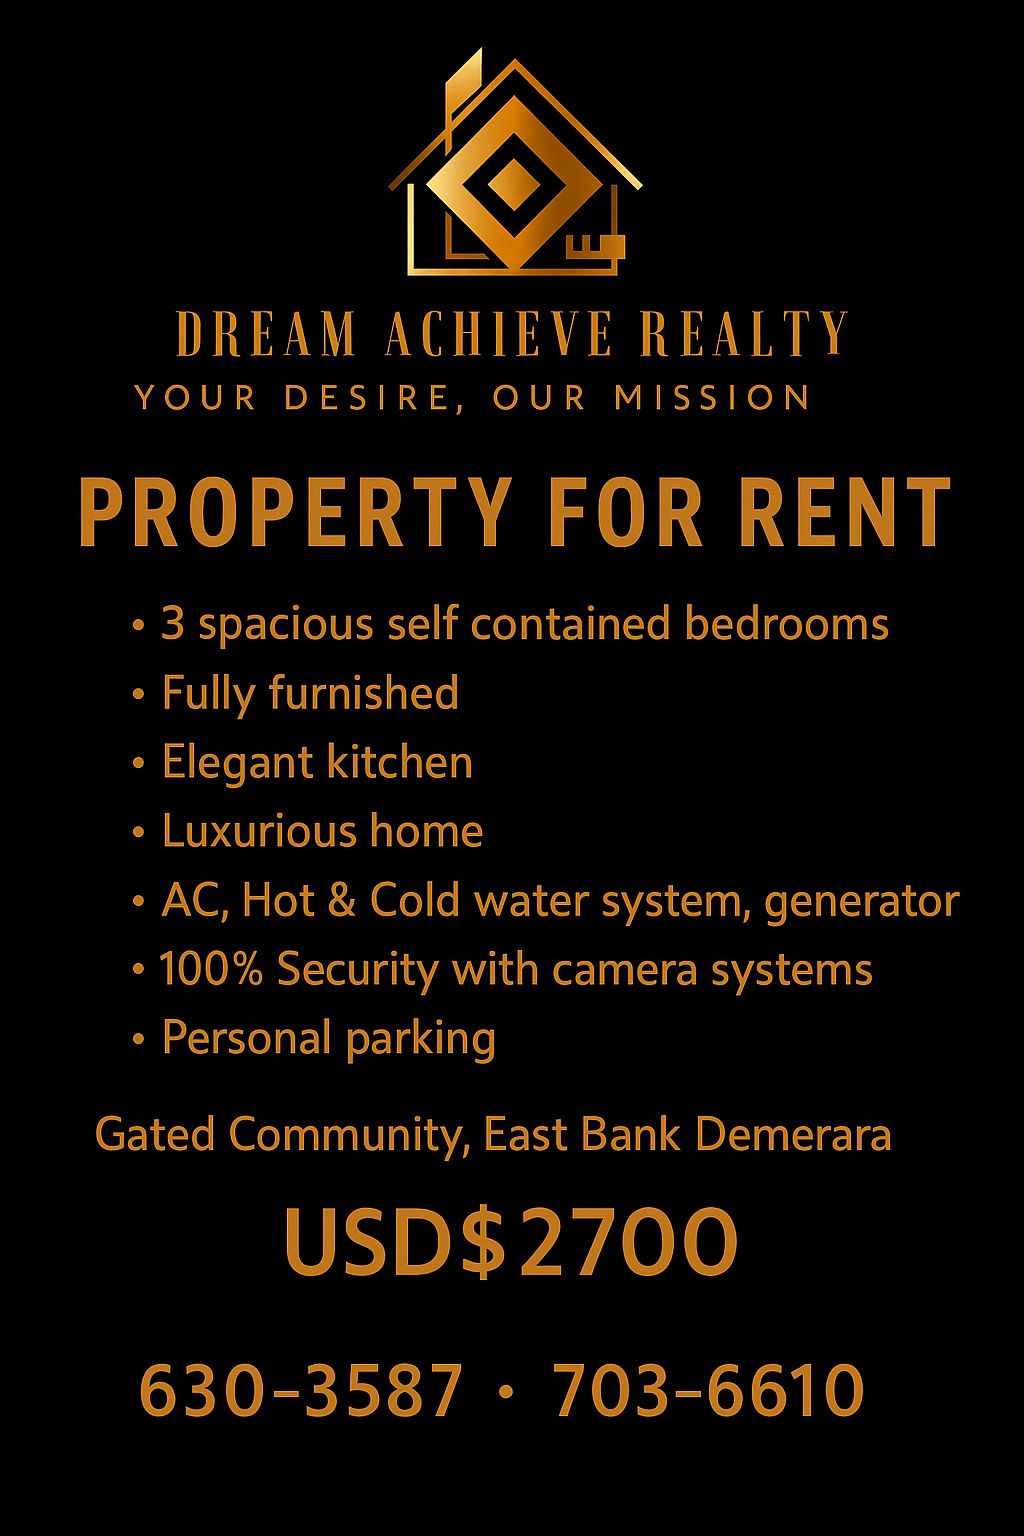 DREAM ACHIEVE REALTY
YOUR DESIRE, OUR MISSION
PROPERTY FOR RENT
• 3 spacious self contained bedrooms
• Fully furnished
• Elegant kitchen
• Luxurious home
• AC, Hot & Cold water system, generator
• 100% Security with camera systems
• Personal parking
Gated Community, East Bank Demerara
USD$2700
630-3587 • 703-6610